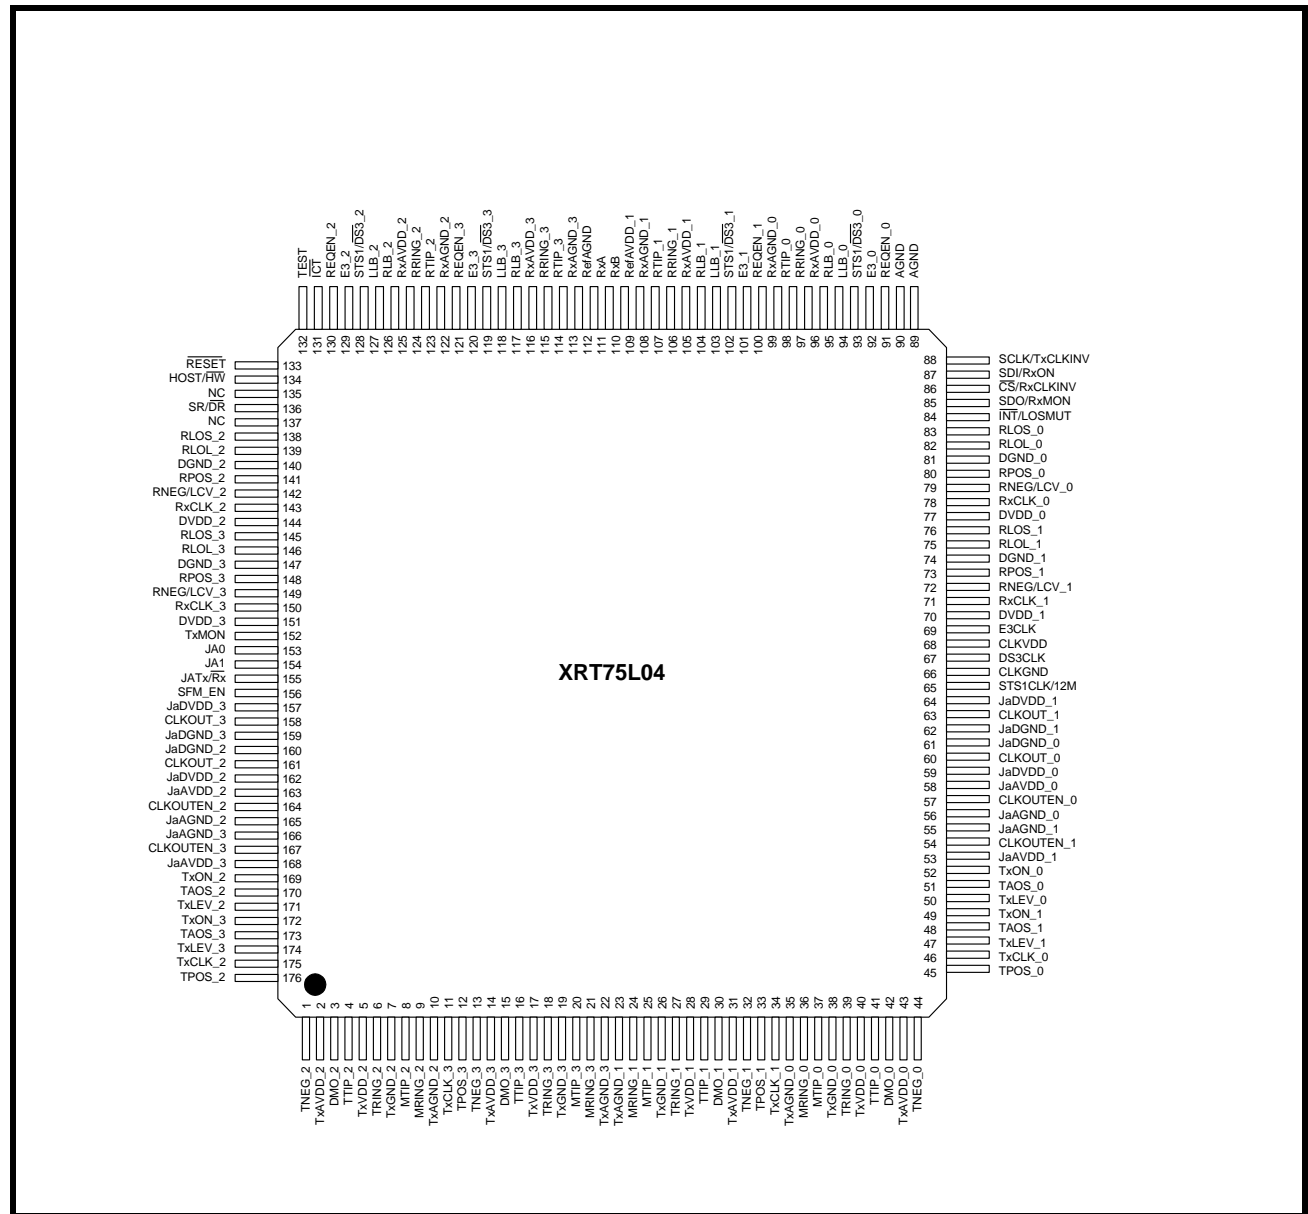 TEST
ICT
REQEN_2
E3_2
STS1/DS3_2
LLB_2
RLB_2
RxAVDD_2
RRING_2
RTIP_2
RxAGND_2
REQEN_3
E3_3
STS1/DS3_3
LLB_3
RLB_3
RxAVDD_3
RRING_3
RTIP_3
RxAGND_3
RefAGND
RxA
RxB
RefAVDD_1
RxAGND_1
RTIP_1
RRING_1
RxAVDD_1
RLB_1
LLB_1
STS1/DS3_1
E3_1
REQEN_1
RxAGND_0
RTIP_0
RRING_0
RxAVDD_0
RLB_0
LLB_0
STS1/DS3_0
E3_0
REQEN_0
AGND
AGND
132
131
130
129
128
127
126
125
124
123
122
121
120
119
118
117
116
115
114
113
112
111
110
109
108
107
106
105
104
103
102
101
100
99
98
97
96
95
94
93
92
91
90
89
RESET 133
HOST/HW 134
NC 135
SR/DR 136
NC 137
RLOS_2 138
RLOL_2 139
DGND_2 140
RPOS_2 141
RNEG/LCV_2 142
RxCLK_2 143
DVDD_2 144
RLOS_3 145
RLOL_3 146
DGND_3 147
RPOS_3 148
RNEG/LCV_3 149
RxCLK_3 150
DVDD_3 151
TxMON 152
JA0 153
JA1 154
JATx/Rx 155
SFM_EN 156
JaDVDD_3 157
CLKOUT_3 158
JaDGND_3 159
JaDGND_2 160
CLKOUT_2 161
JaDVDD_2 162
JaAVDD_2 163
CLKOUTEN_2 164
JaAGND_2 165
JaAGND_3 166
CLKOUTEN_3 167
JaAVDD_3 168
TxON_2 169
TAOS_2 170
TxLEV_2 171
TxON_3 172
TAOS_3 173
TxLEV_3 174
TxCLK_2 175
TPOS_2 176
XRT75L04
88 SCLK/TxCLKINV
87 SDI/RxON
86 CS/RxCLKINV
85 SDO/RxMON
84 INT/LOSMUT
83 RLOS_0
82 RLOL_0
81 DGND_0
80 RPOS_0
79 RNEG/LCV_0
78 RxCLK_0
77 DVDD_0
76 RLOS_1
75 RLOL_1
74 DGND_1
73 RPOS_1
72 RNEG/LCV_1
71 RxCLK_1
70 DVDD_1
69 E3CLK
68 CLKVDD
67 DS3CLK
66 CLKGND
65 STS1CLK/12M
64 JaDVDD_1
63 CLKOUT_1
62 JaDGND_1
61 JaDGND_0
60 CLKOUT_0
59 JaDVDD_0
58 JaAVDD_0
57 CLKOUTEN_0
56 JaAGND_0
55 JaAGND_1
54 CLKOUTEN_1
53 JaAVDD_1
52 TxON_0
51 TAOS_0
50 TxLEV_0
49 TxON_1
48 TAOS_1
47 TxLEV_1
46 TxCLK_0
45 TPOS_0
1
2
3
4
5
6
7
8
9
10
11
12
13
14
15
16
17
18
19
20
21
22
23
24
25
26
27
28
29
30
31
32
33
34
35
36
37
38
39
40
41
42
43
44
TNEG_2
TxAVDD_2
DMO_2
TTIP_2
TxVDD_2
TRING_2
TxGND_2
MTIP_2
MRING_2
TxAGND_2
TxCLK_3
TPOS_3
TNEG_3
TxAVDD_3
DMO_3
TTIP_3
TxVDD_3
TRING_3
TxGND_3
MTIP_3
MRING_3
TxAGND_3
TxAGND_1
MRING_1
MTIP_1
TxGND_1
TRING_1
TxVDD_1
TTIP_1
DMO_1
TxAVDD_1
TNEG_1
TPOS_1
TxCLK_1
TxAGND_0
MRING_0
MTIP_0
TxGND_0
TRING_0
TxVDD_0
TTIP_0
DMO_0
TxAVDD_0
TNEG_0